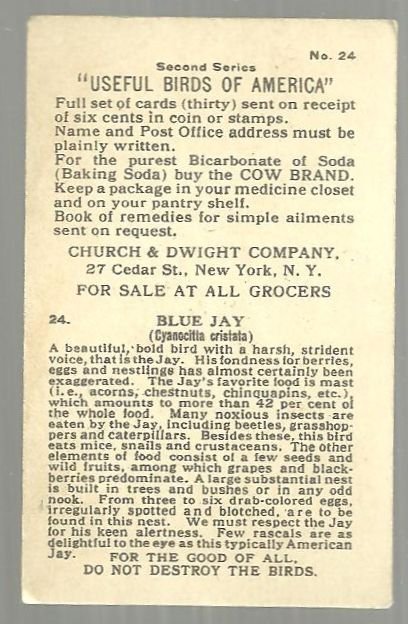 No. 24
Second Series
"USEFUL BIRDS OF AMERICA"
Full set of cards (thirty) sent on receipt
of six cents in coin or stamps.
Name and Post Office address must be
plainly written.
For the purest Bicarbonate of Soda
(Baking Soda) buy the COW BRAND.
Keep a package in your medicine closet
and on your pantry shelf.
Book of remedies for simple ailments
sent on request.
CHURCH & DWIGHT COMPANY,
27 Cedar St., New York, N. Y.
FOR SALE AT ALL GROCERS
24. BLUE JAY
(Cyanocitta cristata)
A beautiful, bold bird with a harsh, strident
voice, that is the Jay. His fondness for berries,
eggs and nestlings has almost certainly been
exaggerated. The Jay's favorite food is mast
(i.e., acorns, chestnuts, chinquapins, etc.),
which amounts to more than 42 per cent of
the whole food. Many noxious insects are
eaten by the Jay, including beetles, grasshop-
pers and caterpillars. Besides these, this bird
eats mice, snails and crustaceans. The other
elements of food consist of a few seeds and
wild fruits, among which grapes and black-
berries predominate. A large substantial nest
is built in trees and bushes or in any odd
nook. From three to six drab-colored eggs,
irregularly spotted and blotched, are to be
found in this nest. We must respect the Jay
for his keen alertness. Few rascals are as
delightful to the eye as this typically American
Jay. FOR THE GOOD OF ALL,
DO NOT DESTROY THE BIRDS.